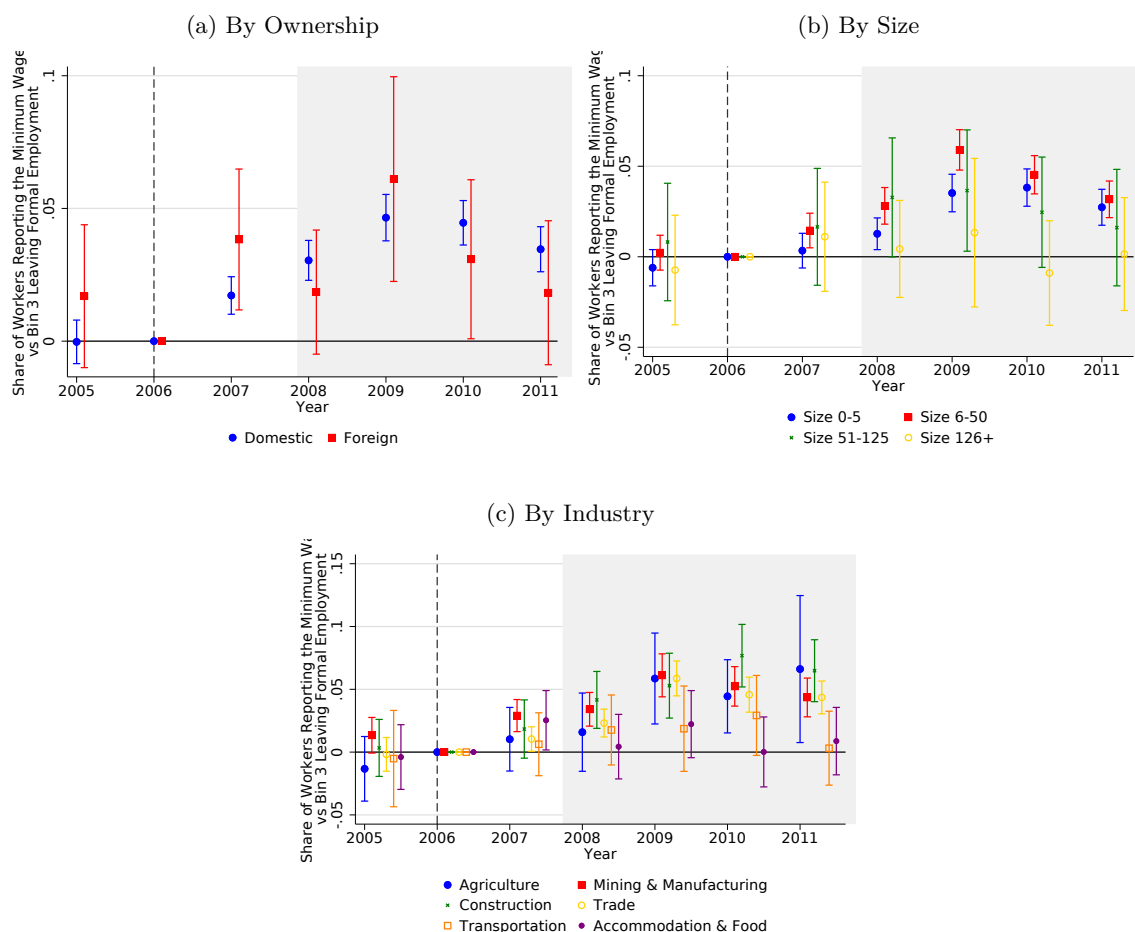 (a) By Ownership
Share of Workers Reporting the Minimum Wage
vs Bin 3 Leaving Formal Employment
.1
.05
0
2005 2006 2007 2008 2009 2010 2011
Year
Domestic Foreign
(b) By Size
Share of Workers Reporting the Minimum Wag
vs Bin 3 Leaving Formal Employment
.1
.05
0
-.05
2005 2006 2007 2008 2009 2010 2011
Year
Size 0-5 Size 6-50
Size 51-125 Size 126+
(c) By Industry
Share of Workers Reporting the Minimum Wa
vs Bin 3 Leaving Formal Employment
.15
.1
.05
0
-.05
2005 2006 2007 2008 2009 2010 2011
Year
Agriculture Mining & Manufacturing
Construction Trade
Transportation Accommodation & Food